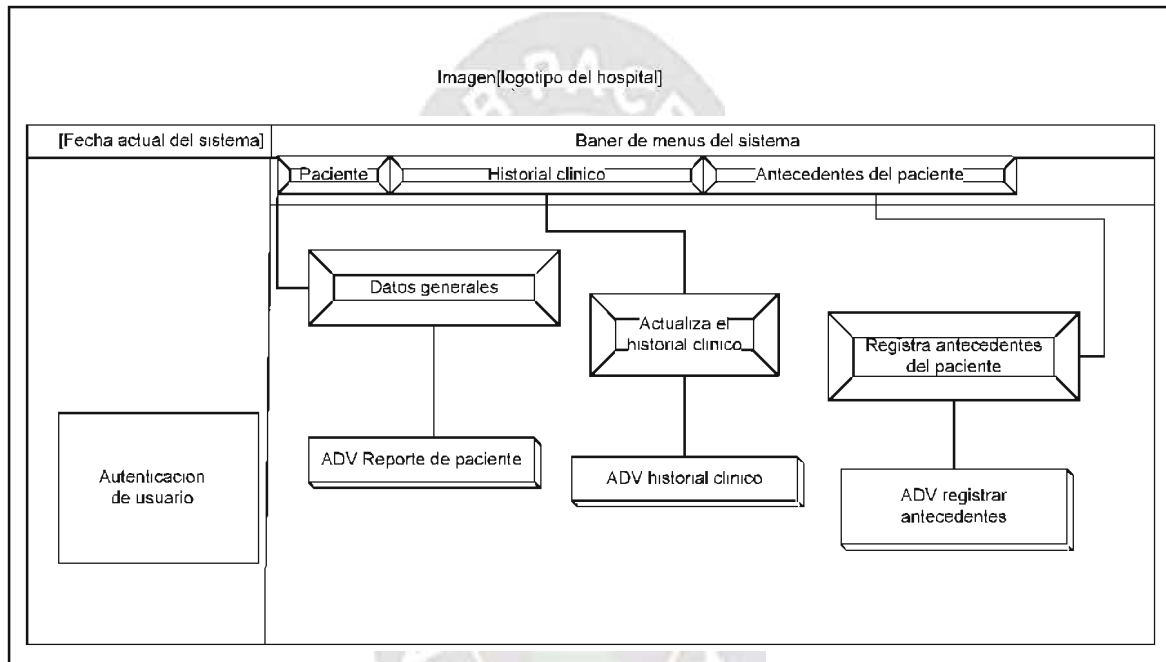 Imagen[logotipo del hospital]
[Fecha actual del sistema]
Baner de menus del sistema
Paciente
Historial clinico
Antecedentes del paciente
Datos generales
Actualiza el
historial clinico
Registra antecedentes
del paciente
ADV Reporte de paciente
ADV historial clinico
Autenticacion
de usuario
ADV registrar
antecedentes